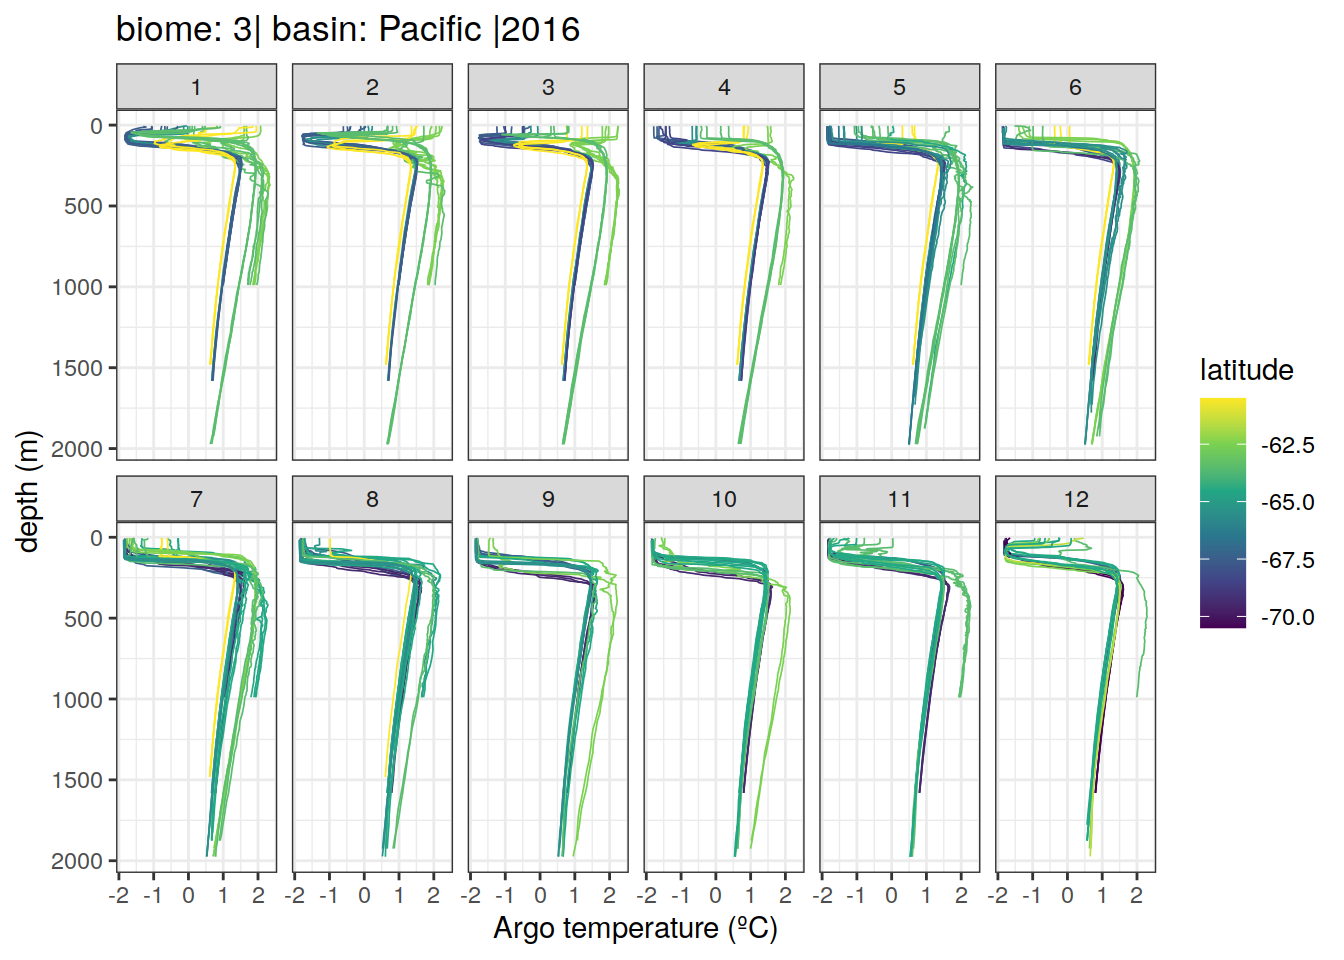 biome: 3| basin: Pacific |2016
1 2 3 4 5 6
0
500
1000
1500
2000
7 8 9 10 11 12
0
500
1000
1500
2000
-2 -1 0 1 2 -2 -1 0 1 2 -2 -1 0 1 2 -2 -1 0 1 2 -2 -1 0 1 2 -2 -1 0 1 2
Argo temperature (ºC)
depth (m)
latitude
-62.5
-65.0
-67.5
-70.0